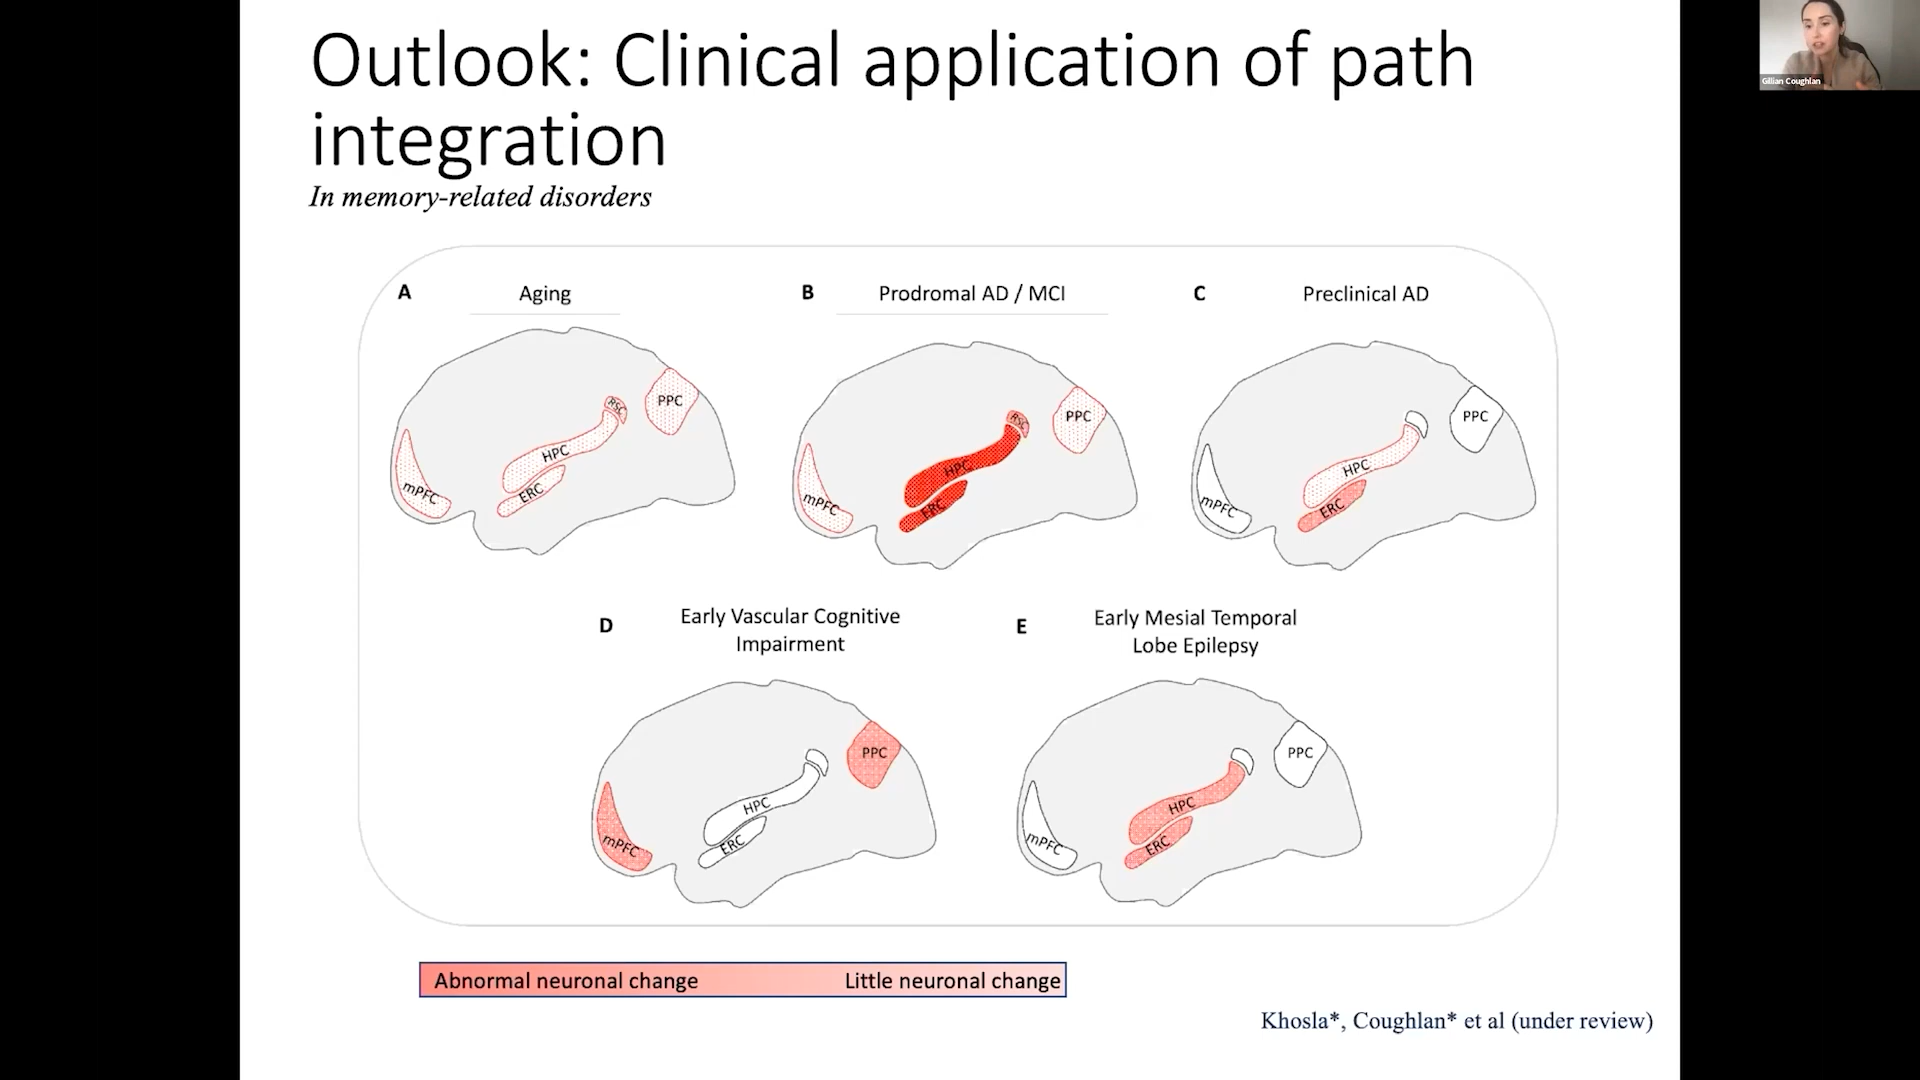 Outlook: Clinical application of path
integration
In memory-related disorders
A
Aging
B
Prodromal AD / MCI
C
Preclinical AD
RSC
PPC
HPC
ERC
mPFC
RSC
PPC
HPC
ERC
mPFC
PPC
HPC
ERC
mPFC
D
Early Vascular Cognitive
Impairment
E
Early Mesial Temporal
Lobe Epilepsy
PPC
HPC
ERC
mPFC
PPC
HPC
ERC
mPFC
Abnormal neuronal change
Little neuronal change
Khosla*, Coughlan* et al (under review)
Gillian Coughlan